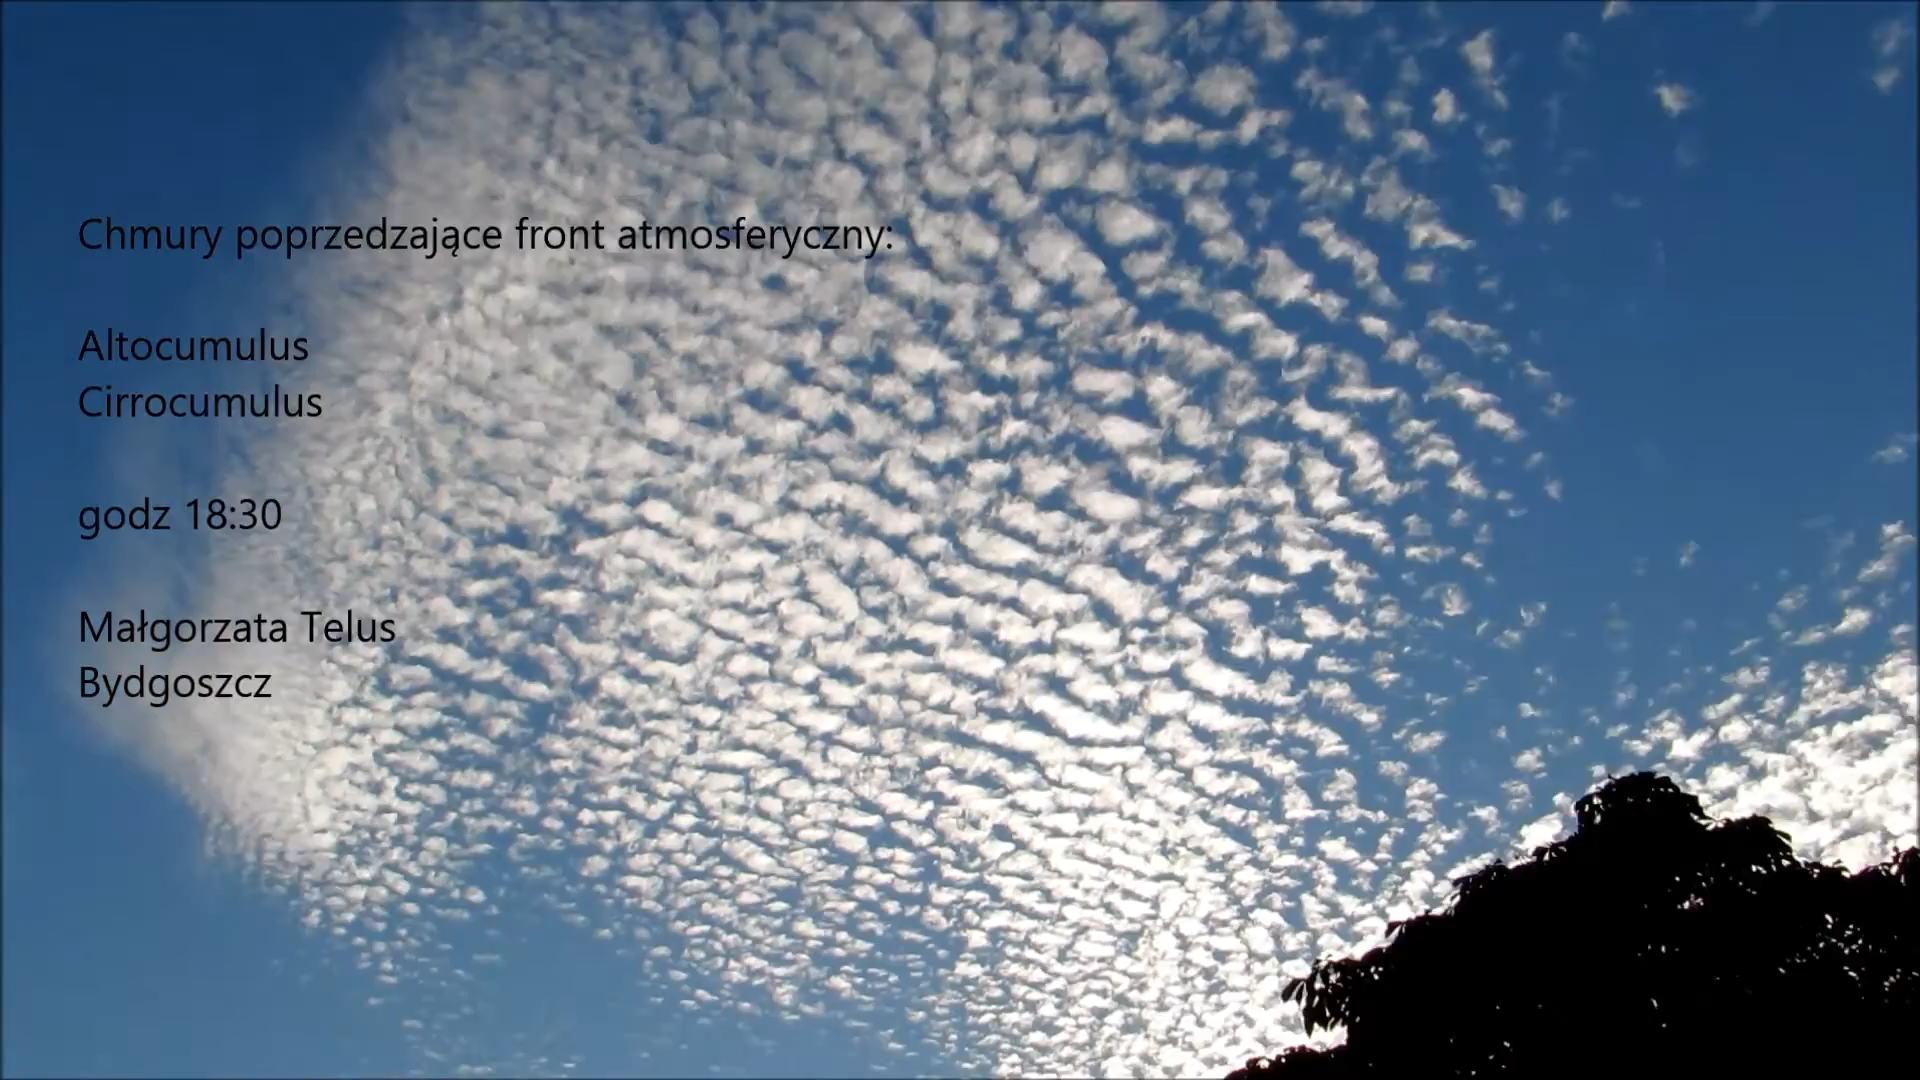 Chmury poprzedzające front atmosferyczny:
Altocumulus
Cirrocumulus
godz 18:30
Małgorzata Telus
Bydgoszcz